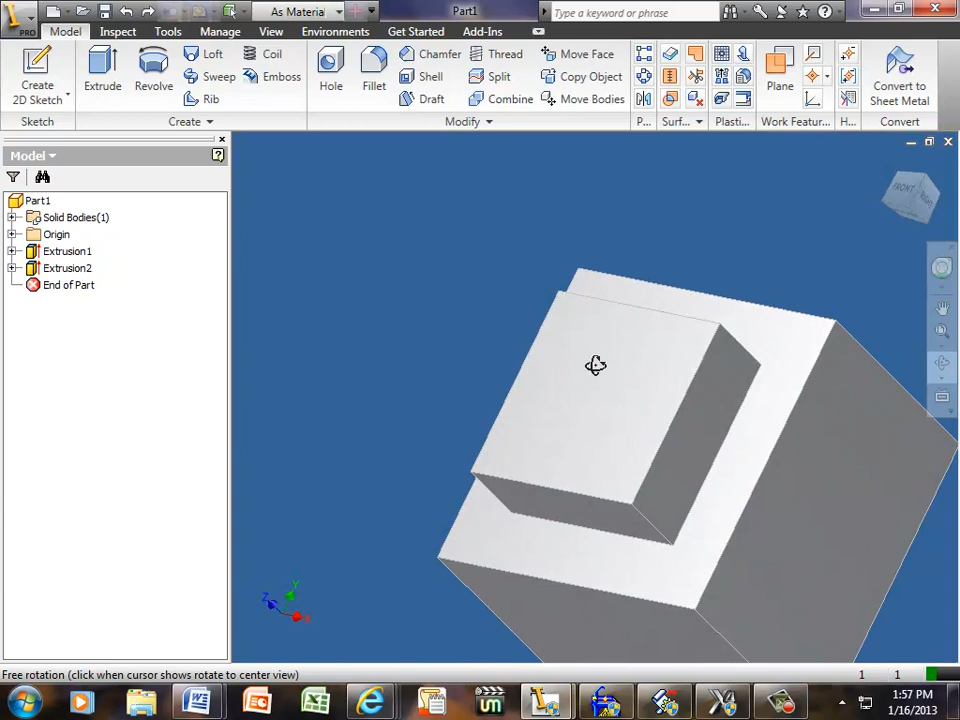 As Material
Part1
Type a keyword or phrase
PRO
Model
Inspect
Tools
Manage
View
Environments
Get Started
Add-Ins
Create
2D Sketch
Extrude
Revolve
Loft
Sweep
Rib
Coil
Emboss
Hole
Fillet
Chamfer
Shell
Draft
Thread
Split
Combine
Move Face
Copy Object
Move Bodies
Plane
Convert to
Sheet Metal
Sketch
Create
Modify
P...
Surf...
Plasti...
Work Featur...
H...
Convert
Model
Part1
Solid Bodies(1)
Origin
Extrusion1
Extrusion2
End of Part
FRONT
Y
Z
X
Free rotation (click when cursor shows rotate to center view)
1
1
1:57 PM
1/16/2013